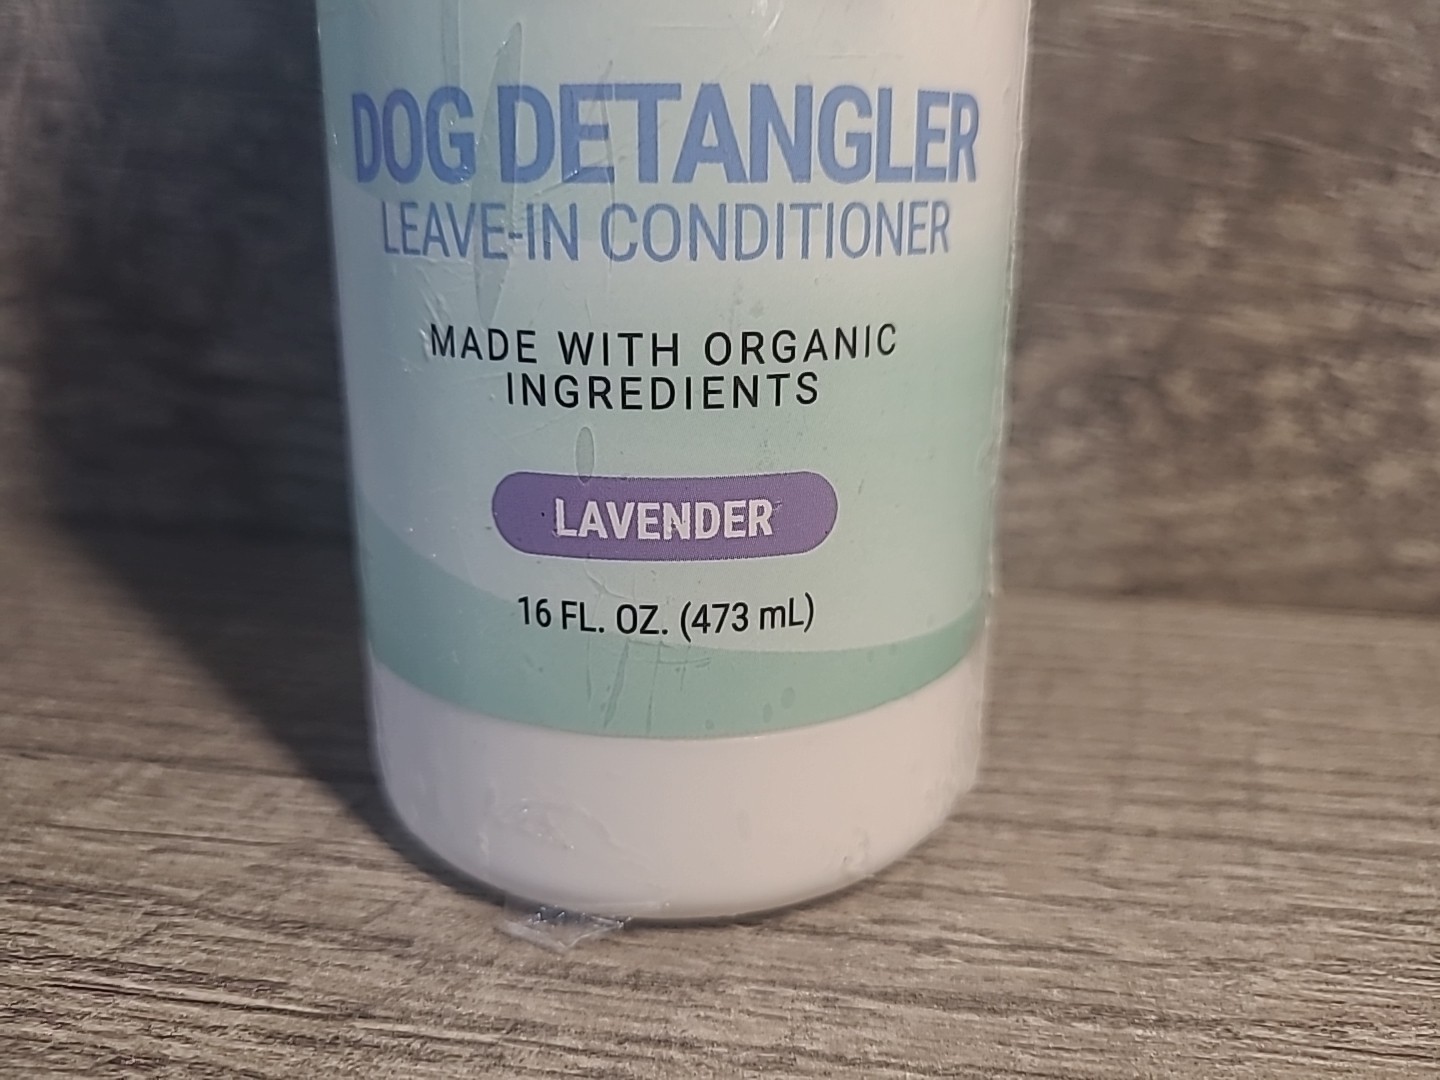 DOG DETANGLER
LEAVE-IN CONDITIONER
MADE WITH ORGANIC
INGREDIENTS
LAVENDER
16 FL. OZ. (473 mL)